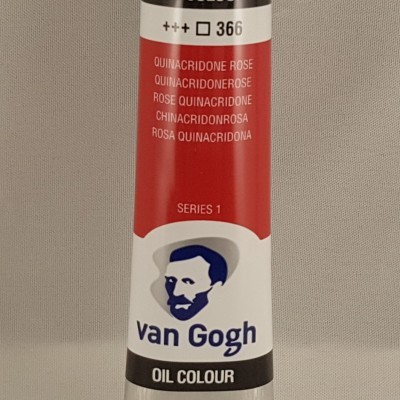 +++ □ 366
QUINACRIDONE ROSE
QUINACRIDONEROSE
ROSE QUINACRIDONE
CHINACRIDONROSA
ROSA QUINACRIDONA
SERIES 1
van Gogh
OIL COLOUR